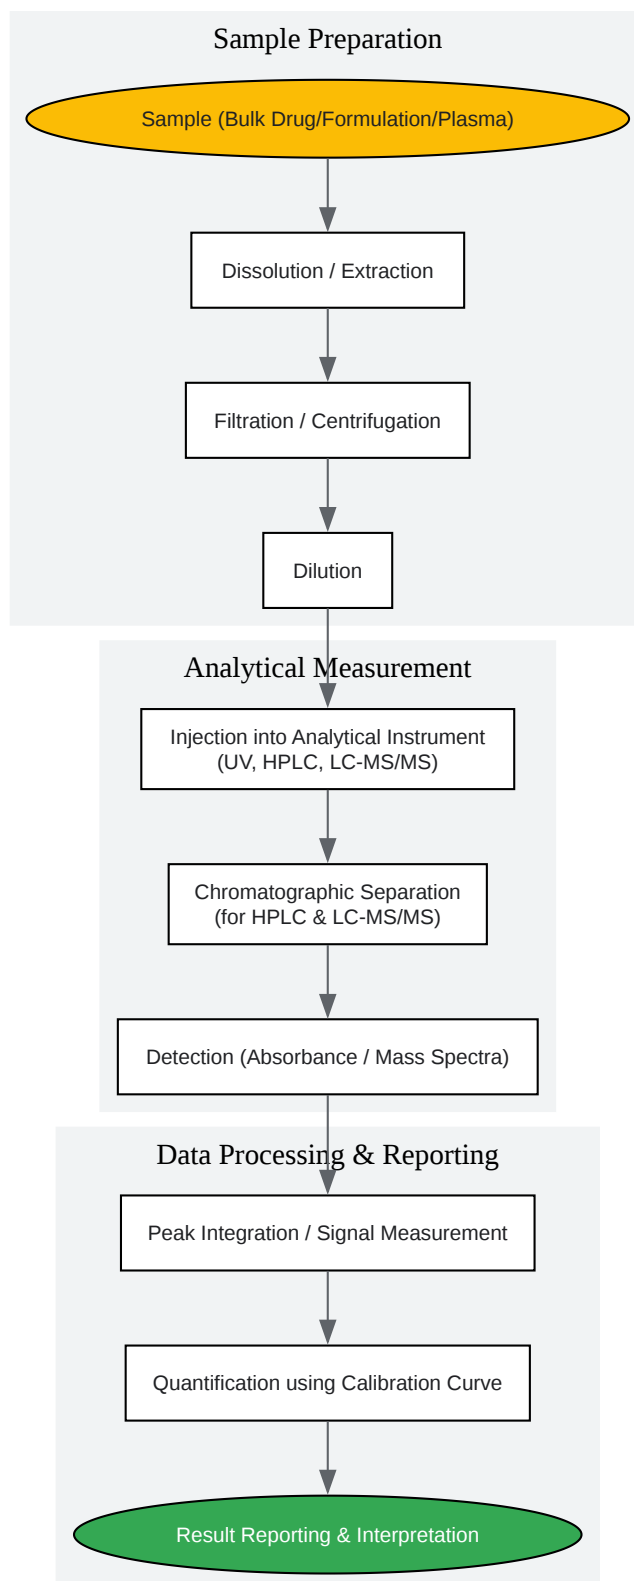 Sample Preparation
Sample (Bulk Drug/Formulation/Plasma)
Dissolution / Extraction
Filtration / Centrifugation
Dilution
Analytical Measurement
Injection into Analytical Instrument
(UV, HPLC, LC-MS/MS)
Chromatographic Separation
(for HPLC & LC-MS/MS)
Detection (Absorbance / Mass Spectra)
Data Processing & Reporting
Peak Integration / Signal Measurement
Quantification using Calibration Curve
Result Reporting & Interpretation